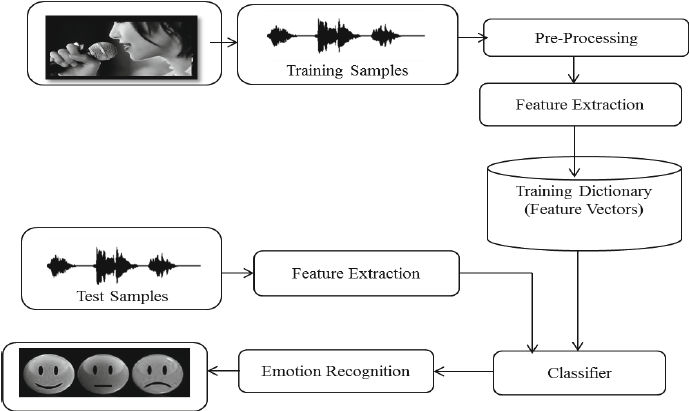 Pre-Processing
Training Samples
Feature Extraction
Training Dictionary
(Feature Vectors)
Feature Extraction
Test Samples
Emotion Recognition
Classifier